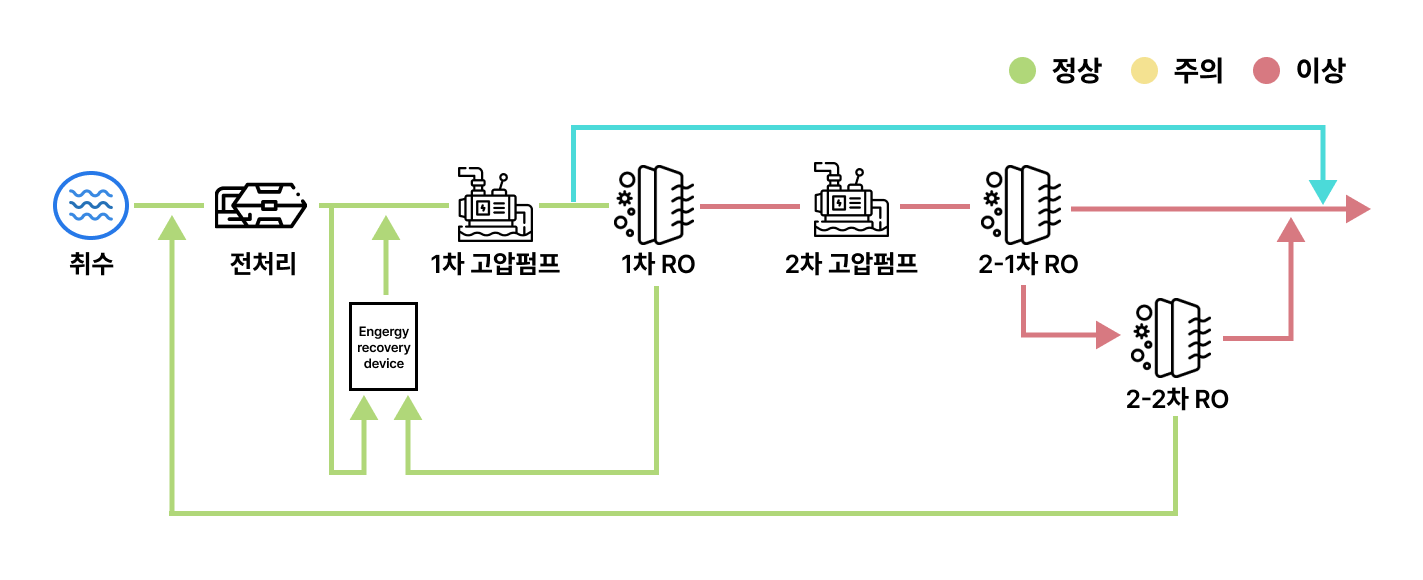 정상 주의 이상
취수
전처리
1차 고압펌프
1차 RO
2차 고압펌프
2-1차 RO
Engergy
recovery
device
2-2차 RO